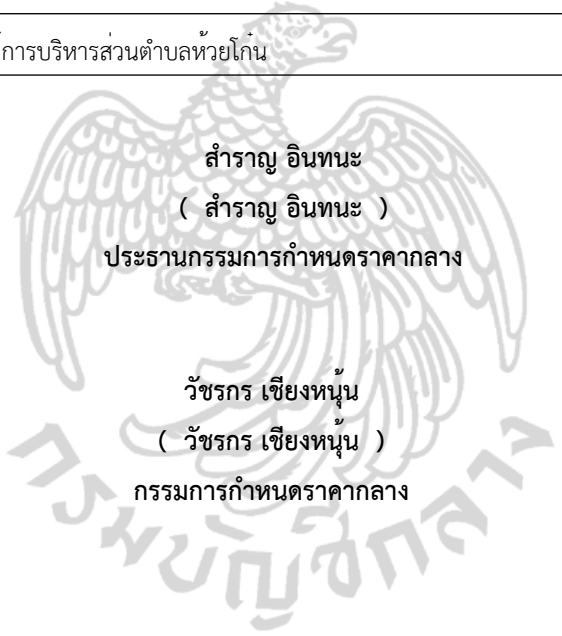 การบริหารส่วนตำบลห้วยโก๋น
สำราญ อินทนะ
( สำราญ อินทนะ )
ประธานกรรมการกำหนดราคากลาง
วัชรกร เชียงหนุ้น
( วัชรกร เชียงหนุ้น )
กรรมการกำหนดราคากลาง
กรมบัญชีกลาง